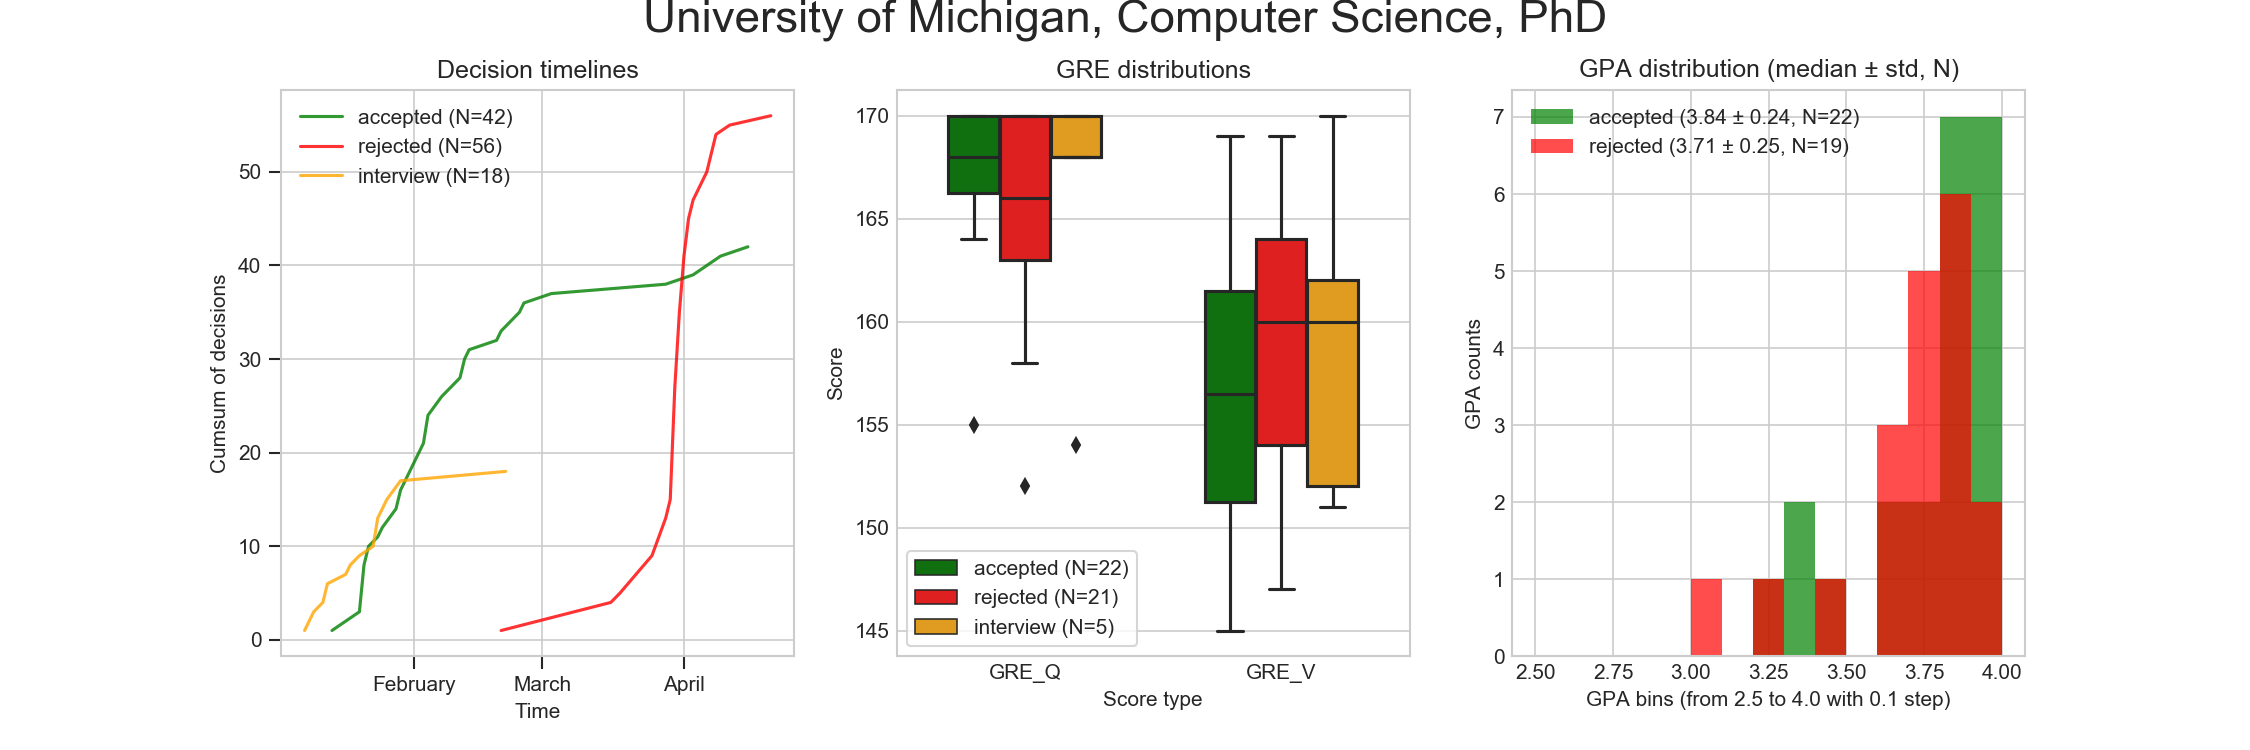 University of Michigan, Computer Science, PhD
Decision timelines
accepted (N=42)
rejected (N=56)
interview (N=18)
50
40
30
20
10
0
Cumsum of decisions
February March April
Time
GRE distributions
170
165
160
155
150
145
Score
accepted (N=22)
rejected (N=21)
interview (N=5)
GRE_Q GRE_V
Score type
GPA distribution (median ± std, N)
accepted (3.84 ± 0.24, N=22)
rejected (3.71 ± 0.25, N=19)
7
6
5
4
3
2
1
0
GPA counts
2.50 2.75 3.00 3.25 3.50 3.75 4.00
GPA bins (from 2.5 to 4.0 with 0.1 step)